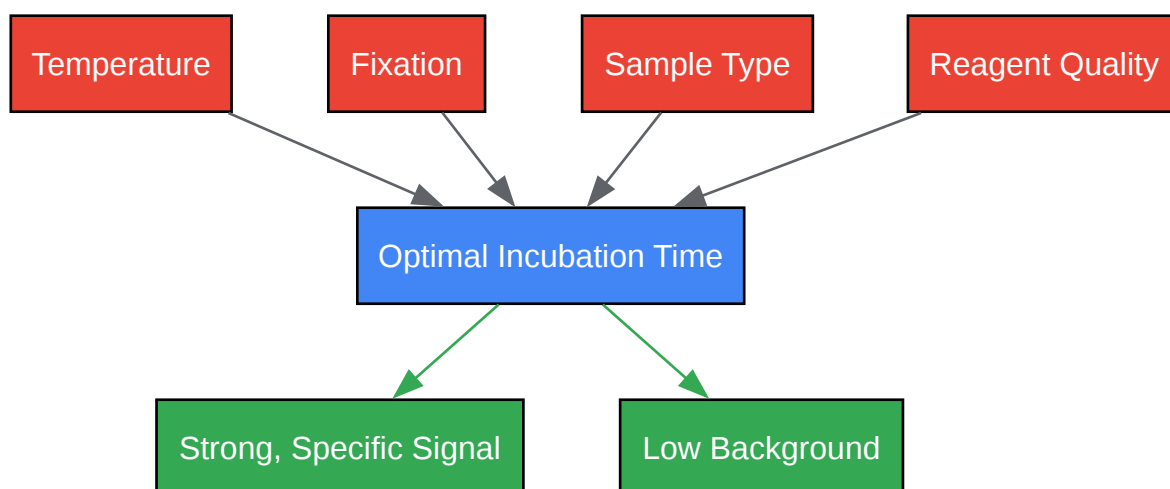 Temperature
Fixation
Sample Type
Reagent Quality
Optimal Incubation Time
Strong, Specific Signal
Low Background